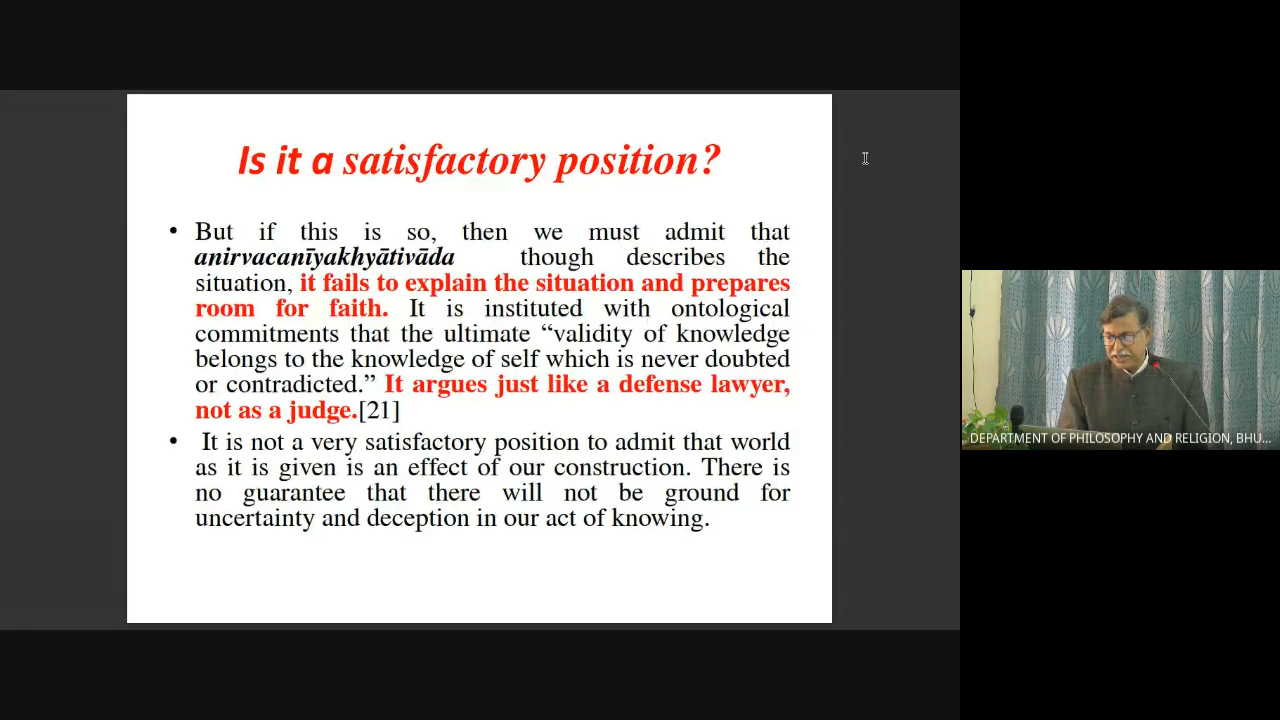 Is it a satisfactory position?
• But if this is so, then we must admit that
anirvacanīyakhyātivāda though describes the
situation, it fails to explain the situation and prepares
room for faith. It is instituted with ontological
commitments that the ultimate “validity of knowledge
belongs to the knowledge of self which is never doubted
or contradicted.” It argues just like a defense lawyer,
not as a judge.[21]
• It is not a very satisfactory position to admit that world
as it is given is an effect of our construction. There is
no guarantee that there will not be ground for
uncertainty and deception in our act of knowing.
DEPARTMENT OF PHILOSOPHY AND RELIGION, BHU...